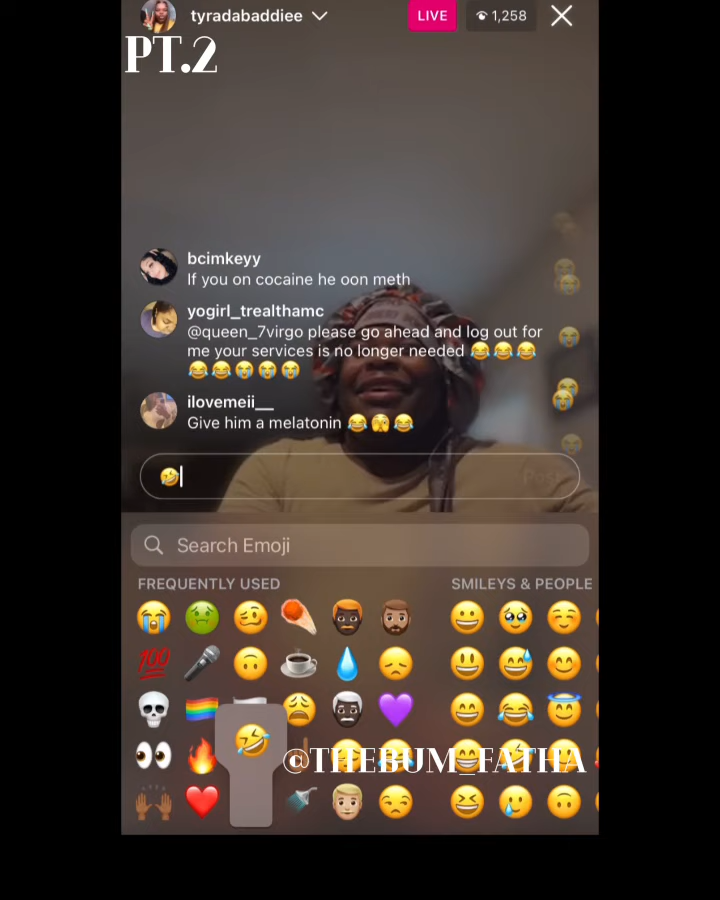 tyradabaddiee
LIVE
1,258
PT.2
bcimkeyy
If you on cocaine he oon meth
yogirl_trealthamc
@queen_7virgo please go ahead and log out for
me your services is no longer needed 😂😂😂
😂😂😭😭😭
ilovemeii__
Give him a melatonin 😂🫣😂
🤣
Post
Search Emoji
FREQUENTLY USED
SMILEYS & PEOPLE
@THEBUM_FATHA